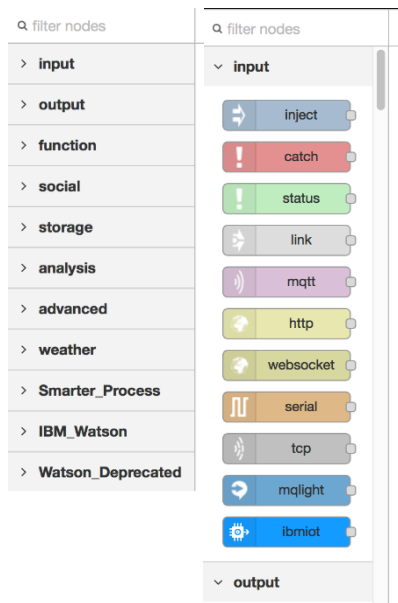 filter nodes
input
output
function
social
storage
analysis
advanced
weather
Smarter_Process
IBM_Watson
Watson_Deprecated
filter nodes
input
inject
catch
status
link
mqtt
http
websocket
serial
tcp
mqlight
ibmiot
output